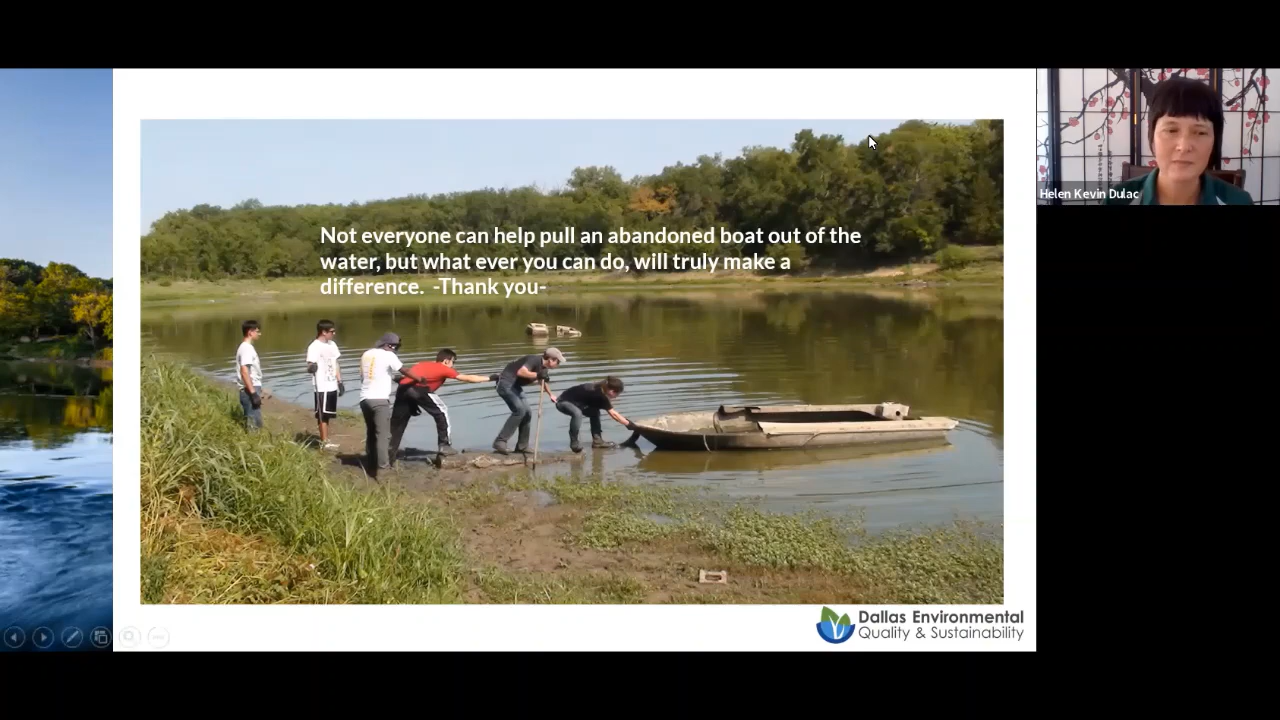 Not everyone can help pull an abandoned boat out of the
water, but what ever you can do, will truly make a
difference.  -Thank you-
Helen Kevin Dulac
Dallas Environmental
Quality & Sustainability